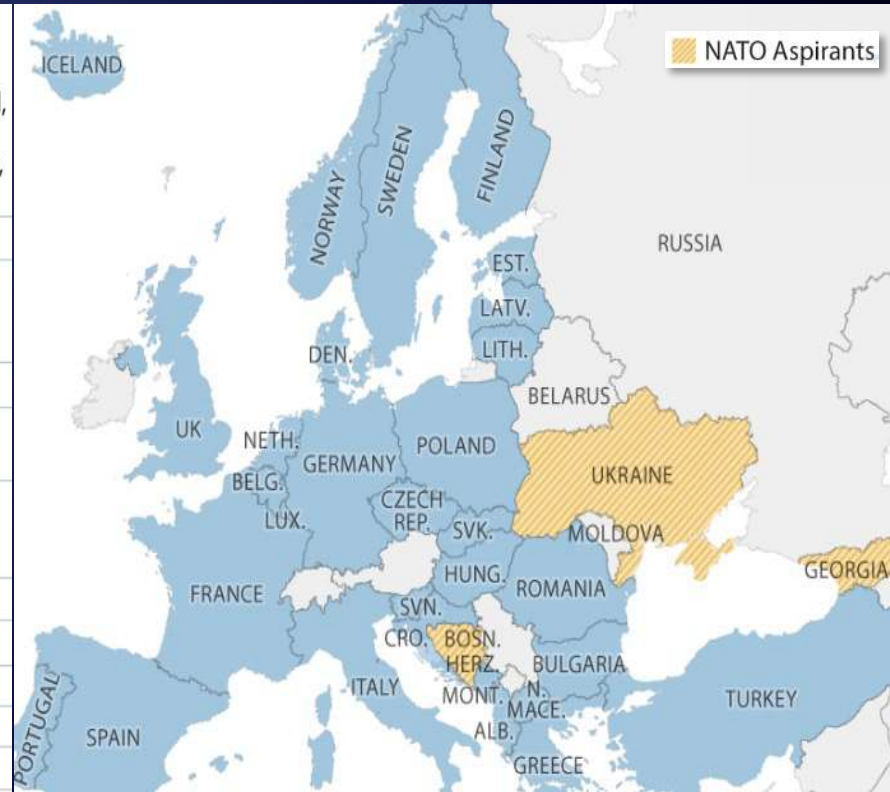 NATO Aspirants
ICELAND
NORWAY
SWEDEN
FINLAND
RUSSIA
EST.
LATV.
LITH.
DEN.
BELARUS
UK
NETH.
GERMANY
POLAND
BELG.
UKRAINE
LUX.
CZECH
REP.
SVK.
MOLDOVA
FRANCE
HUNG.
ROMANIA
GEORGIA
SVN.
CRO.
BOSN.
HERZ.
BULGARIA
ITALY
MONT.
N.
MACE.
TURKEY
PORTUGAL
SPAIN
ALB.
GREECE